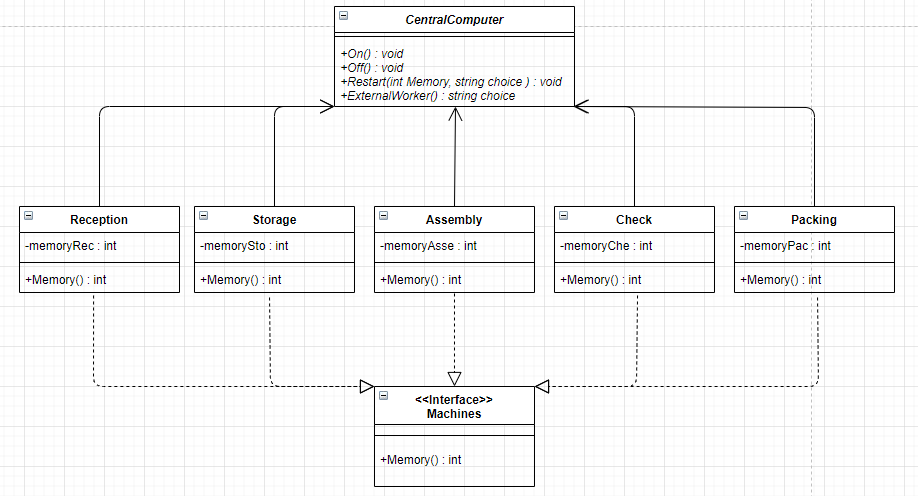 CentralComputer
+On() : void
+Off() : void
+Restart(int Memory, string choice ) : void
+ExternalWorker() : string choice
Reception
-memoryRec : int
+Memory() : int
Storage
-memorySto : int
+Memory() : int
Assembly
-memoryAsse : int
+Memory() : int
Check
-memoryChe : int
+Memory() : int
Packing
-memoryPac : int
+Memory() : int
<<Interface>>
Machines
+Memory() : int